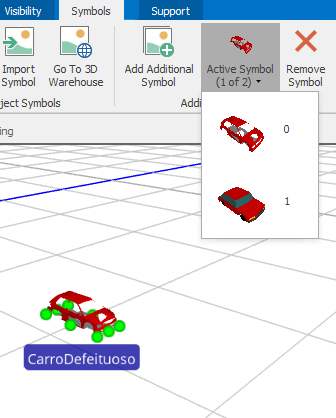 Visibility Symbols Support
Import Symbol
Go To 3D Warehouse
Add Additional Symbol
Active Symbol (1 of 2)
Remove Symbol
ject Symbols
Addi
0
1
ing
CarroDefeituoso